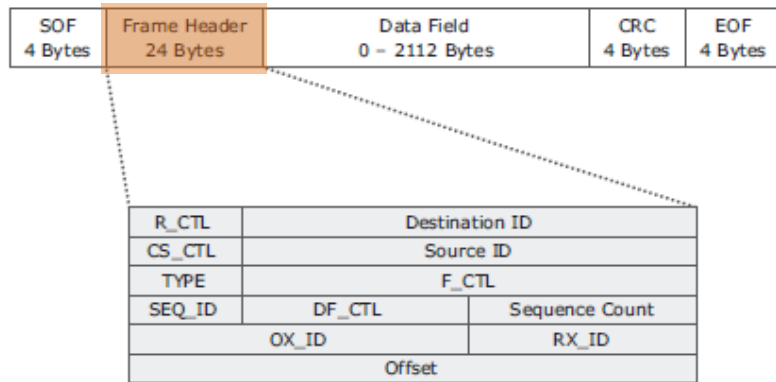 SOF Frame Header Data Field CRC EOF
4 Bytes 24 Bytes 0 – 2112 Bytes 4 Bytes 4 Bytes
R_CTL Destination ID
CS_CTL Source ID
TYPE F_CTL
SEQ_ID DF_CTL Sequence Count
OX_ID RX_ID
Offset